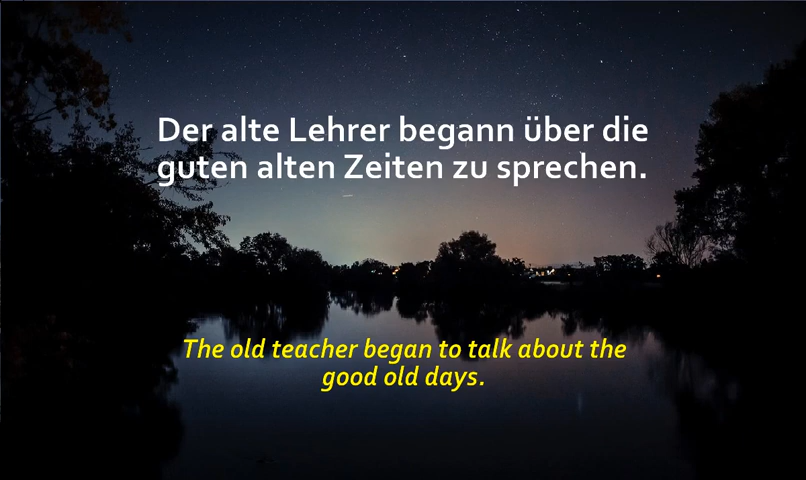 Der alte Lehrer begann über die
guten alten Zeiten zu sprechen.
The old teacher began to talk about the
good old days.